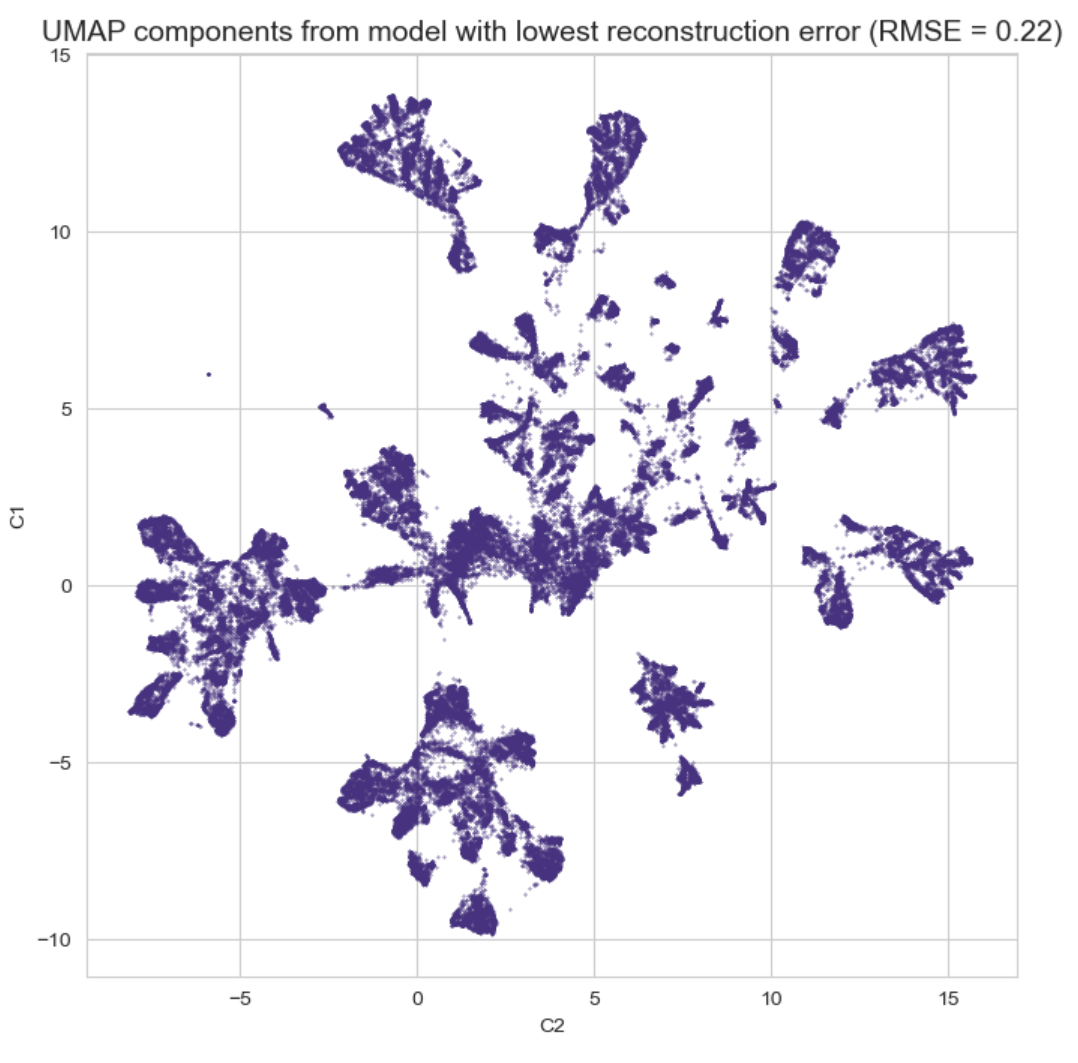 UMAP components from model with lowest reconstruction error (RMSE = 0.22)
15
10
5
0
−5
−10
C1
−5 0 5 10 15
C2